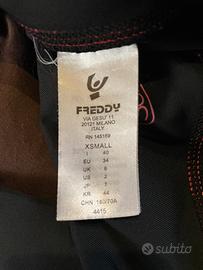 FREDDY
VIA GESU' 11
20121 MILANO
ITALY
RN 145169
XSMALL
I 40
EU 34
UK 6
US 2
JP 7
KR 44
CHN 160/70A
4415
subito